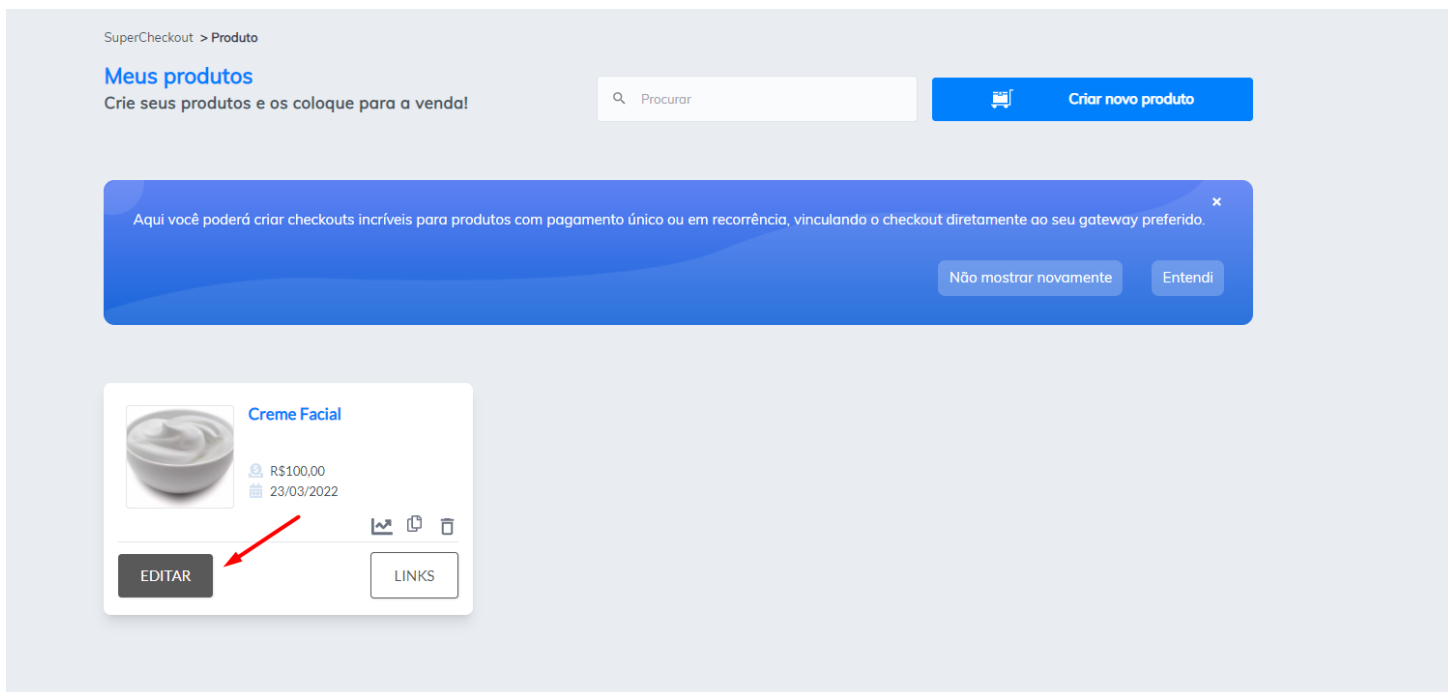 SuperCheckout > Produto
Meus produtos
Crie seus produtos e os coloque para a venda!
Procurar
Criar novo produto
Aqui você poderá criar checkouts incríveis para produtos com pagamento único ou em recorrência, vinculando o checkout diretamente ao seu gateway preferido.
Não mostrar novamente
Entendi
Creme Facial
R$100,00
23/03/2022
EDITAR
LINKS